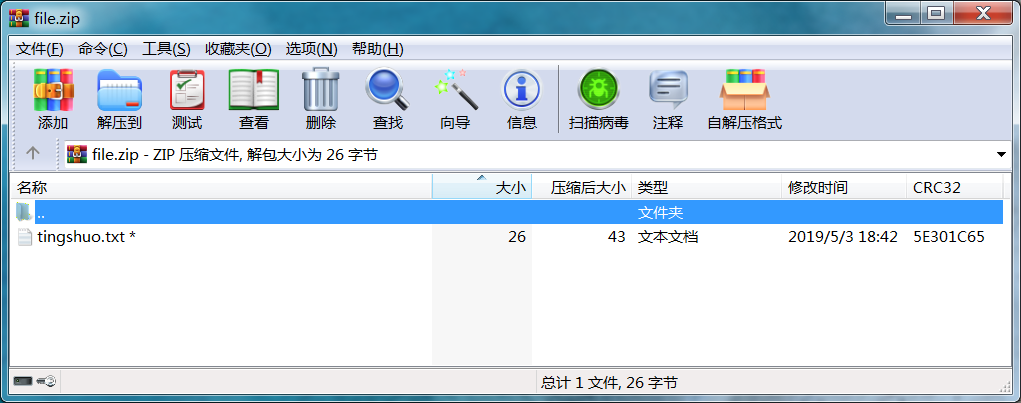 file.zip
文件(F) 命令(C) 工具(S) 收藏夹(O) 选项(N) 帮助(H)
添加 解压到 测试 查看 删除 查找 向导 信息 扫描病毒 注释 自解压格式
file.zip - ZIP 压缩文件, 解包大小为 26 字节
名称 大小 压缩后大小 类型 修改时间 CRC32
.. 文件夹
tingshuo.txt * 26 43 文本文档 2019/5/3 18:42 5E301C65
总计 1 文件, 26 字节